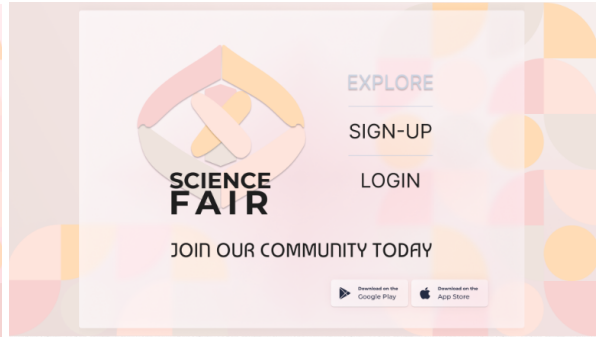 EXPLORE
SIGN-UP
LOGIN
SCIENCE
FAIR
JOIN OUR COMMUNITY TODAY
Download on the
Google Play
Download on the
App Store